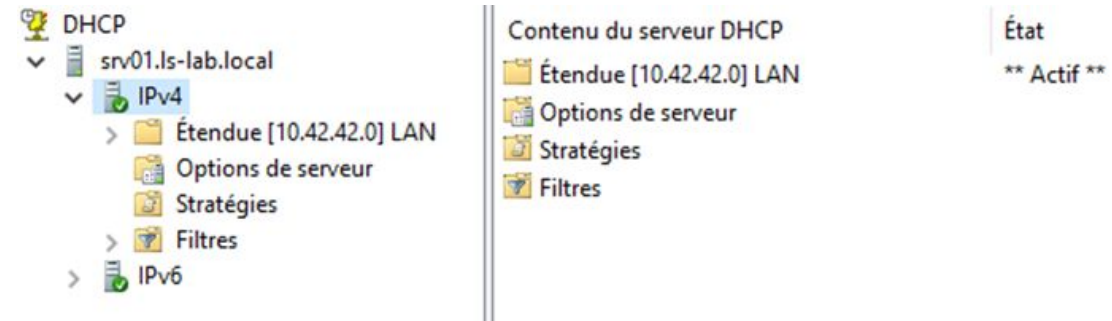 DHCP
srv01.ls-lab.local
IPv4
Étendue [10.42.42.0] LAN
Options de serveur
Stratégies
Filtres
IPv6
Contenu du serveur DHCP État
Étendue [10.42.42.0] LAN ** Actif **
Options de serveur
Stratégies
Filtres